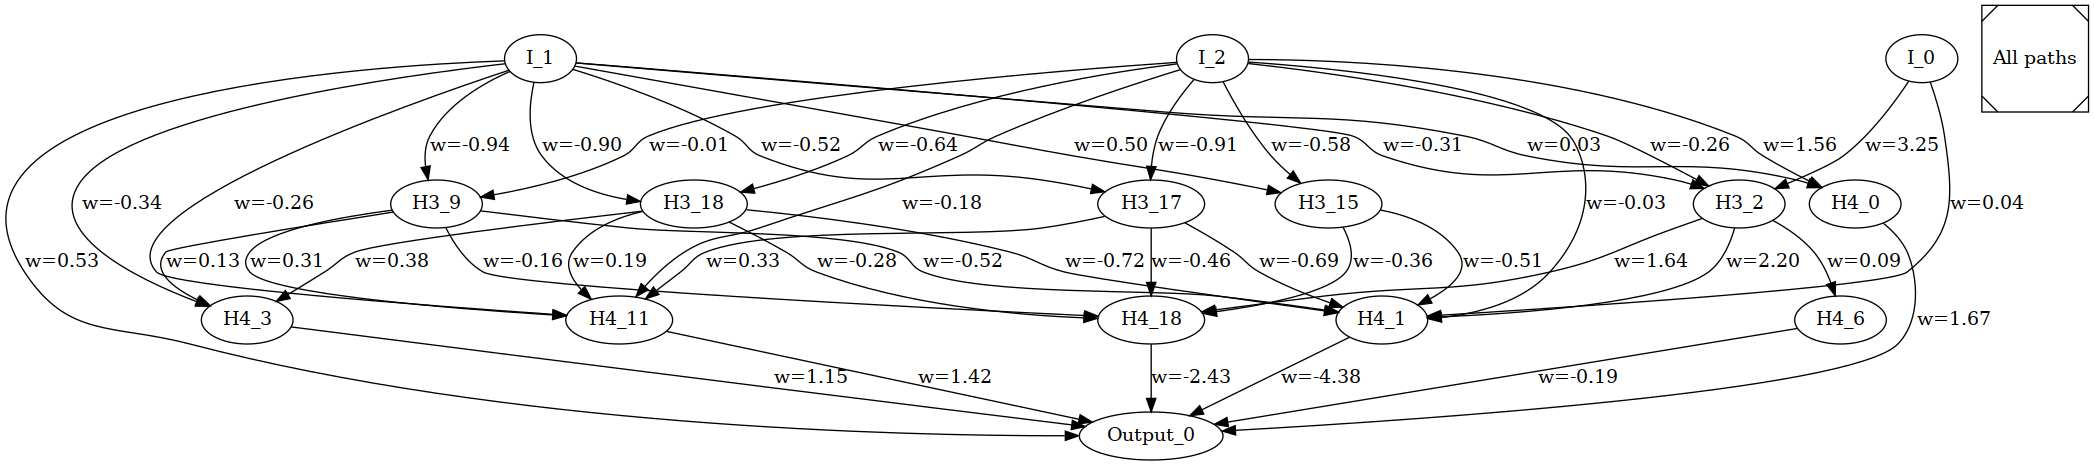 I_1
I_2
I_0
All paths
w=-0.94
w=-0.90
w=-0.01
w=-0.52
w=-0.64
w=0.50
w=-0.91
w=-0.58
w=-0.31
w=0.03
w=-0.26
w=1.56
w=3.25
w=-0.34
w=-0.26
H3_9
H3_18
w=-0.18
H3_17
H3_15
w=-0.03
H3_2
H4_0
w=0.04
w=0.53
w=0.13
w=0.31
w=0.38
w=-0.16
w=0.19
w=0.33
w=-0.28
w=-0.52
w=-0.72
w=-0.46
w=-0.69
w=-0.36
w=-0.51
w=1.64
w=2.20
w=0.09
H4_3
H4_11
H4_18
H4_1
H4_6
w=1.67
w=1.15
w=1.42
w=-2.43
w=-4.38
w=-0.19
Output_0